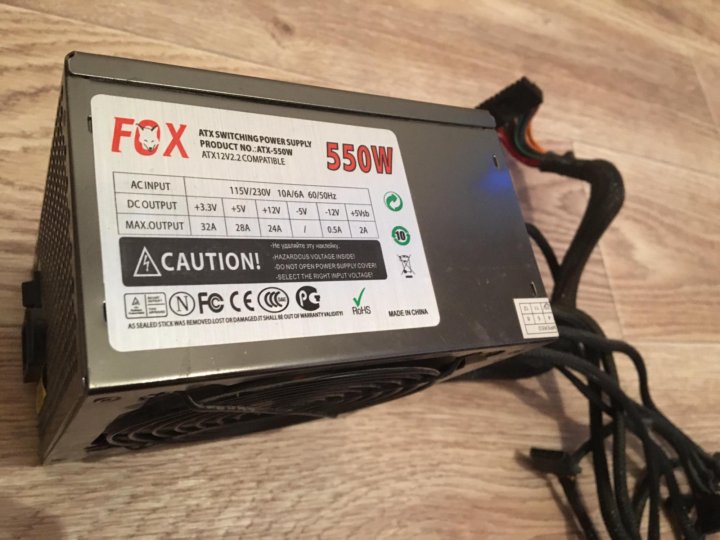 FOX
ATX SWITCHING POWER SUPPLY
PRODUCT NO.:ATX-550W
ATX12V2.2 COMPATIBLE
550W
AC INPUT 115V/230V 10A/6A 60/50Hz
DC OUTPUT +3.3V +5V +12V -5V -12V +5Vsb
MAX.OUTPUT 32A 28A 24A / 0.5A 2A
CAUTION!
-Не удаляйте эту наклейку.
-HAZARDOUS VOLTAGE INSIDE!
-DO NOT OPEN POWER SUPPLY COVER!
-SELECT THE RIGHT INPUT VOLTAGE!
10
N FC CE CCC
RoHS
MADE IN CHINA
AS SEALED STICK WAS REMOVED LOST OR DAMAGED.IT SHALL BE OUT OF WARRANTY VALIDITY!